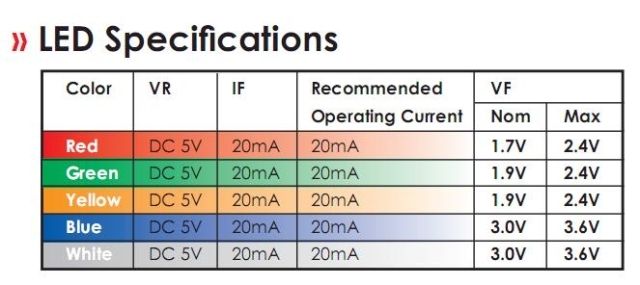 » LED Specifications
Color VR IF Recommended VF
Operating Current Nom Max
Red DC 5V 20mA 20mA 1.7V 2.4V
Green DC 5V 20mA 20mA 1.9V 2.4V
Yellow DC 5V 20mA 20mA 1.9V 2.4V
Blue DC 5V 20mA 20mA 3.0V 3.6V
White DC 5V 20mA 20mA 3.0V 3.6V